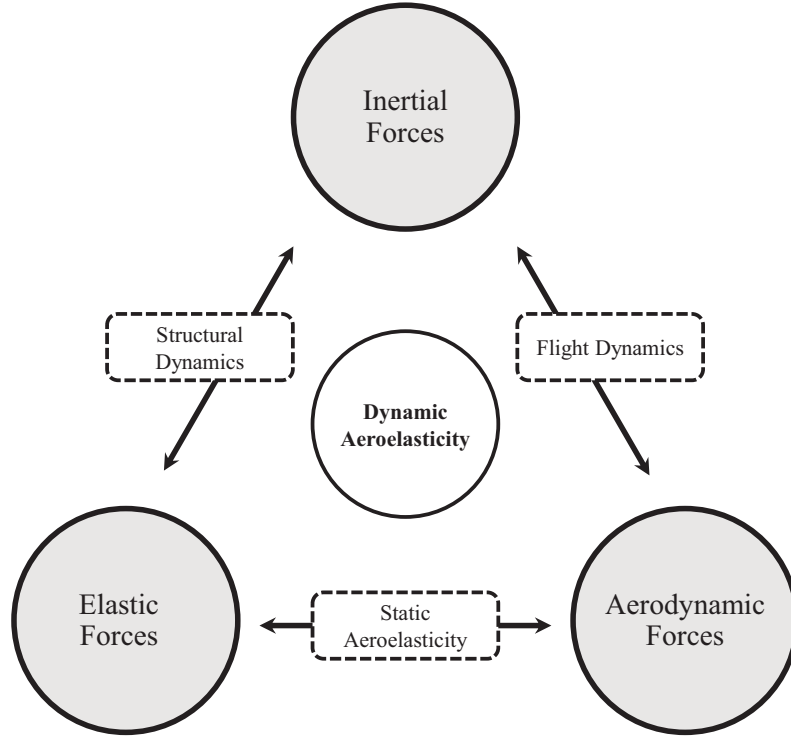 Inertial
Forces
Structural
Dynamics
Flight Dynamics
Dynamic
Aeroelasticity
Elastic
Forces
Static
Aeroelasticity
Aerodynamic
Forces